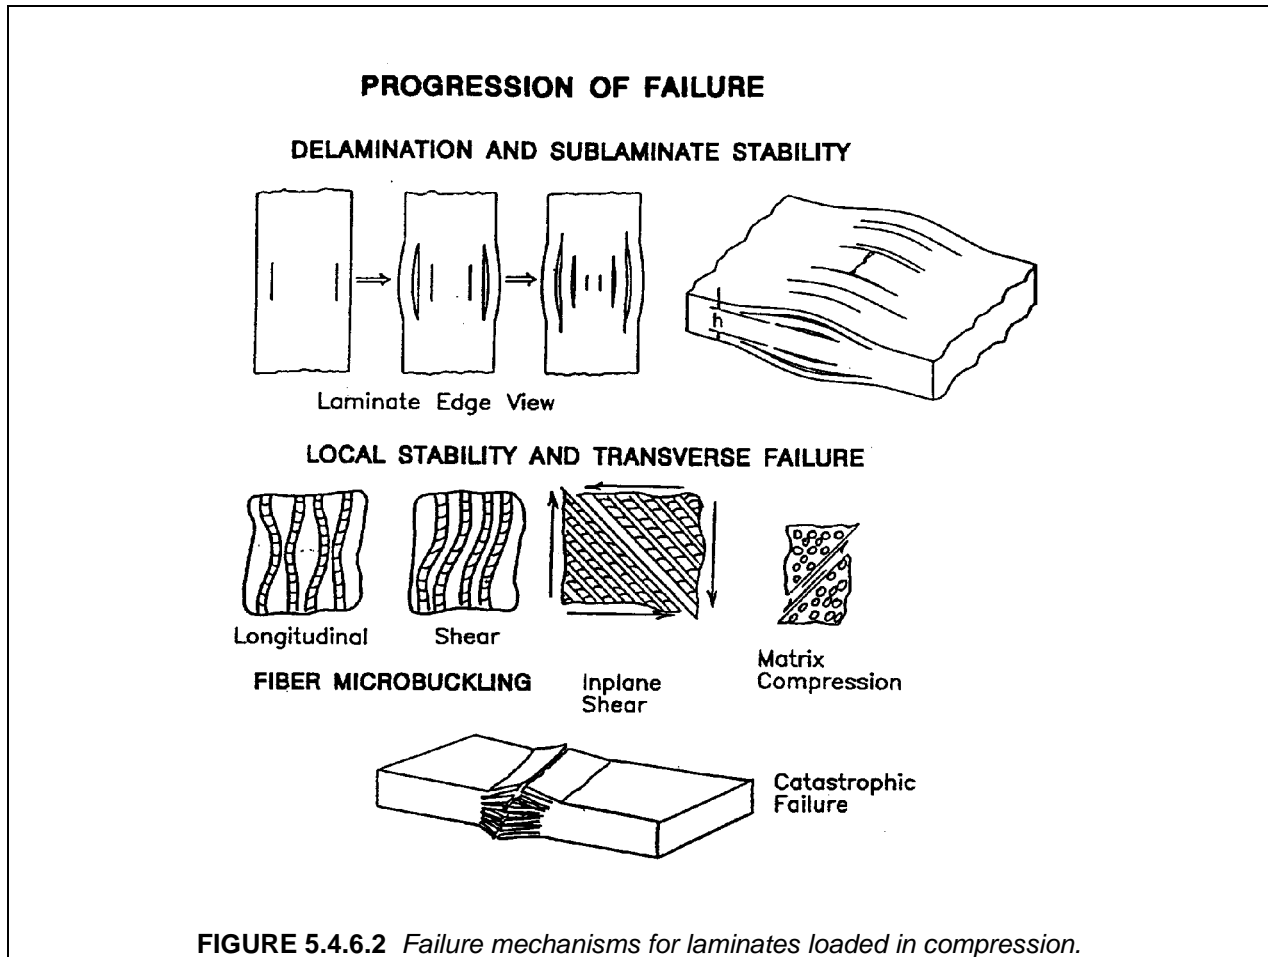 PROGRESSION OF FAILURE
DELAMINATION AND SUBLAMINATE STABILITY
h
Laminate Edge View
LOCAL STABILITY AND TRANSVERSE FAILURE
Longitudinal
Shear
FIBER MICROBUCKLING
Inplane
Shear
Matrix
Compression
Catastrophic
Failure
FIGURE 5.4.6.2 Failure mechanisms for laminates loaded in compression.